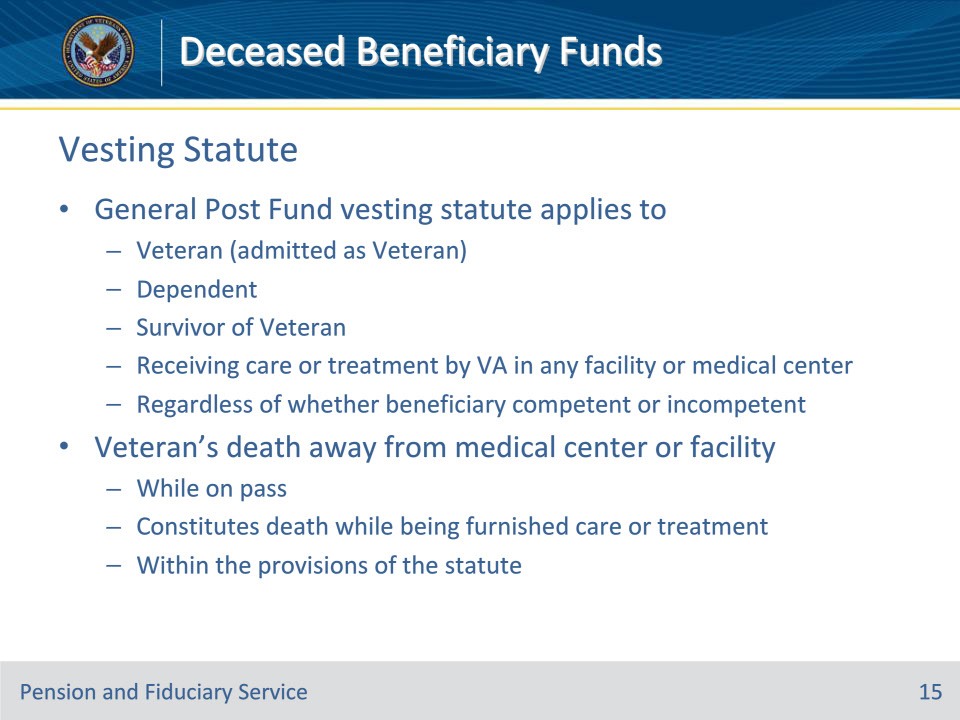 Deceased Beneficiary Funds
Vesting Statute
• General Post Fund vesting statute applies to
– Veteran (admitted as Veteran)
– Dependent
– Survivor of Veteran
– Receiving care or treatment by VA in any facility or medical center
– Regardless of whether beneficiary competent or incompetent
• Veteran’s death away from medical center or facility
– While on pass
– Constitutes death while being furnished care or treatment
– Within the provisions of the statute
Pension and Fiduciary Service
15
DEPARTMENT OF VETERANS AFFAIRS
UNITED STATES OF AMERICA